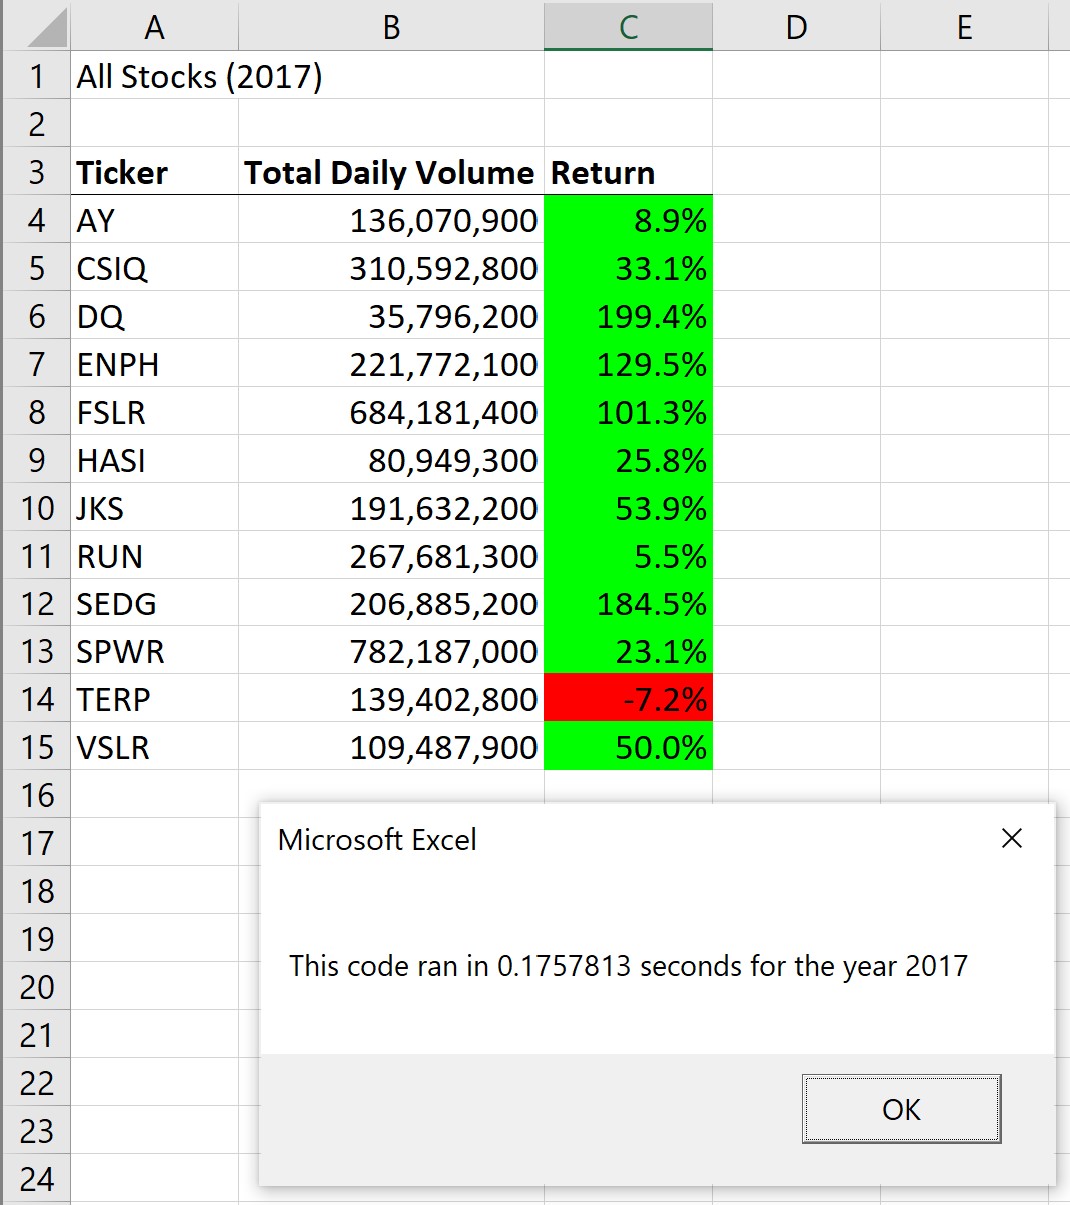 A B C D E
1 All Stocks (2017)
2
3 Ticker Total Daily Volume Return
4 AY 136,070,900 8.9%
5 CSIQ 310,592,800 33.1%
6 DQ 35,796,200 199.4%
7 ENPH 221,772,100 129.5%
8 FSLR 684,181,400 101.3%
9 HASI 80,949,300 25.8%
10 JKS 191,632,200 53.9%
11 RUN 267,681,300 5.5%
12 SEDG 206,885,200 184.5%
13 SPWR 782,187,000 23.1%
14 TERP 139,402,800 -7.2%
15 VSLR 109,487,900 50.0%
16
17
18
19
20
21
22
23
24
Microsoft Excel
This code ran in 0.1757813 seconds for the year 2017
OK